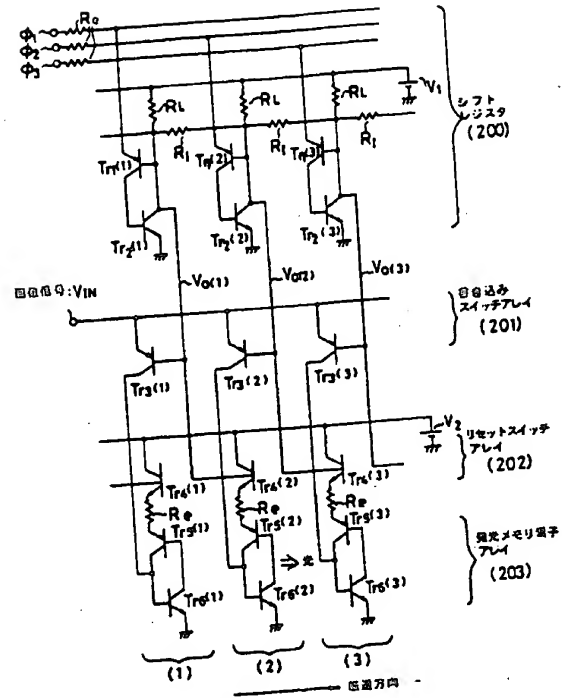 Re
Φ1
Φ2
Φ3
V1
RL RL RL
R1 R1 R1
シフト
レジスタ
(200)
Tr1(1) Tr1(2) Tr1(3)
Tr2(1) Tr2(2) Tr2(3)
Vo(1) Vo(2) Vo(3)
: VIN
スイッチアレイ
(201)
Tr3(1) Tr3(2) Tr3(3)
V2
リセットスイッチ
アレイ
(202)
Tr4(1) Tr4(2) Tr4(3)
Re Re Re
Tr5(1) Tr5(2) Tr5(3)
⇒光
発光メモリ素子
アレイ
(203)
Tr6(1) Tr6(2) Tr6(3)
(1) (2) (3)
方向